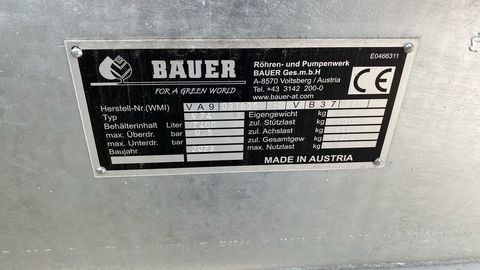 E0466311
BAUER
FOR A GREEN WORLD
Röhren- und Pumpenwerk
BAUER Ges.m.b.H
A-8570 Voitsberg / Austria
Tel. +43 3142 200-0
www.bauer-at.com
CE
Herstell-Nr.(WMI) VA9 VB37
Typ V74
Behälterinhalt Liter
max. Überdr. bar
max. Unterdr. bar
Baujahr 2023
Eigengewicht kg
zul. Stützlast kg
zul. Achslast kg
zul. Gesamtgew kg
max. Nutzlast kg
MADE IN AUSTRIA